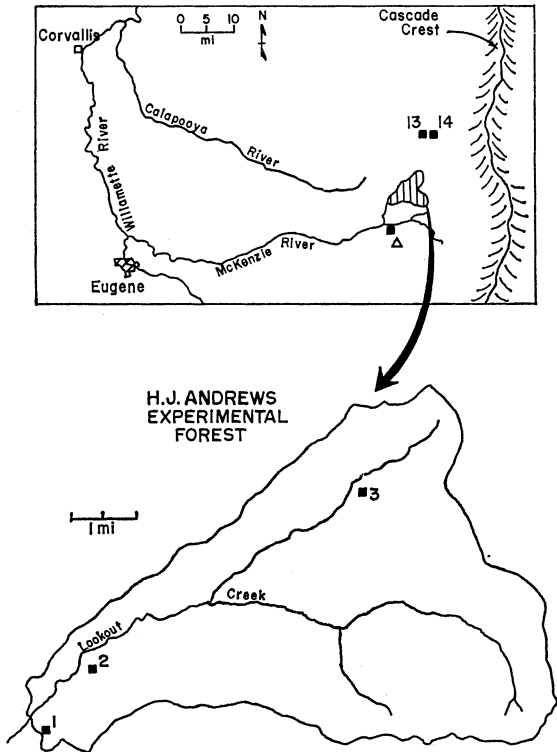 Corvallis
0 5 10
mi
N
Cascade
Crest
Calapooya
River
13 14
Willamette
River
McKenzie River
Eugene
H.J. ANDREWS
EXPERIMENTAL
FOREST
1 mi
3
Creek
Lookout
2
1